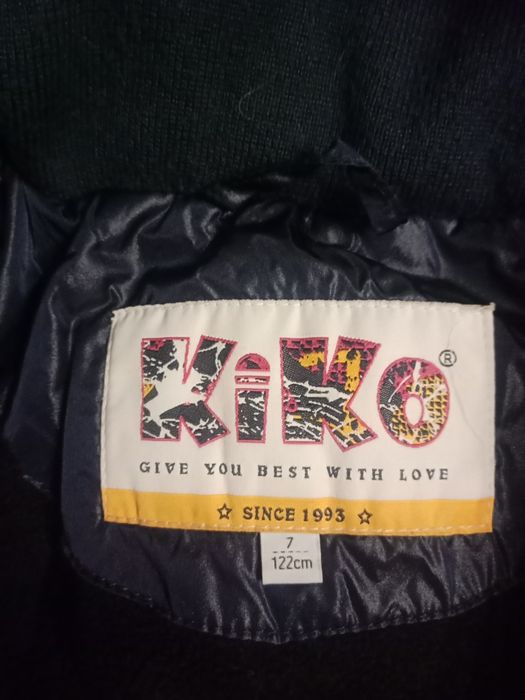 KiKo ®
GIVE YOU BEST WITH LOVE
☆ SINCE 1993 ☆
7
122cm